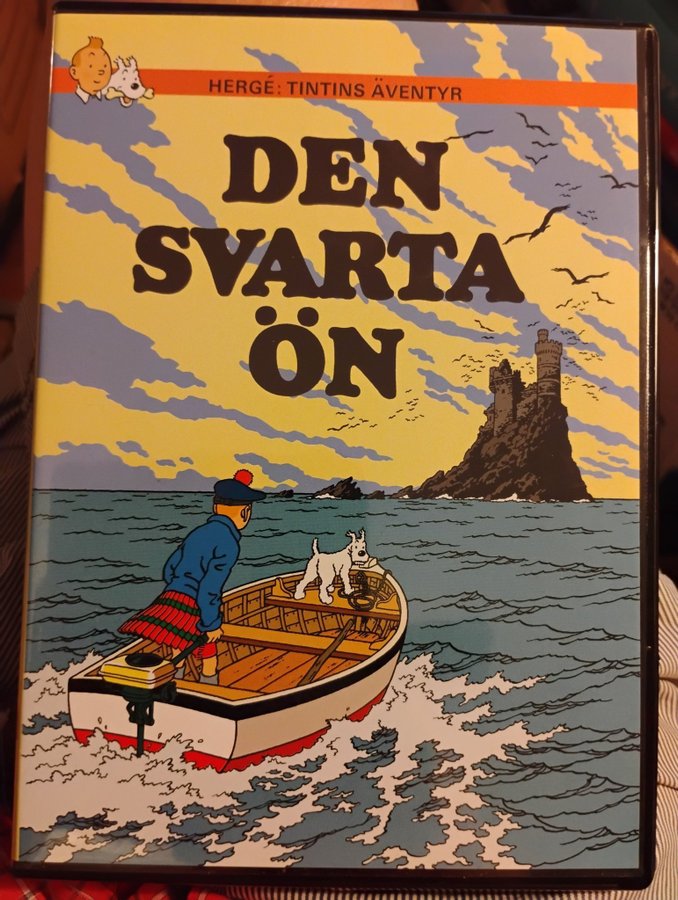 HERGÉ: TINTINS ÄVENTYR
DEN
SVARTA
ÖN